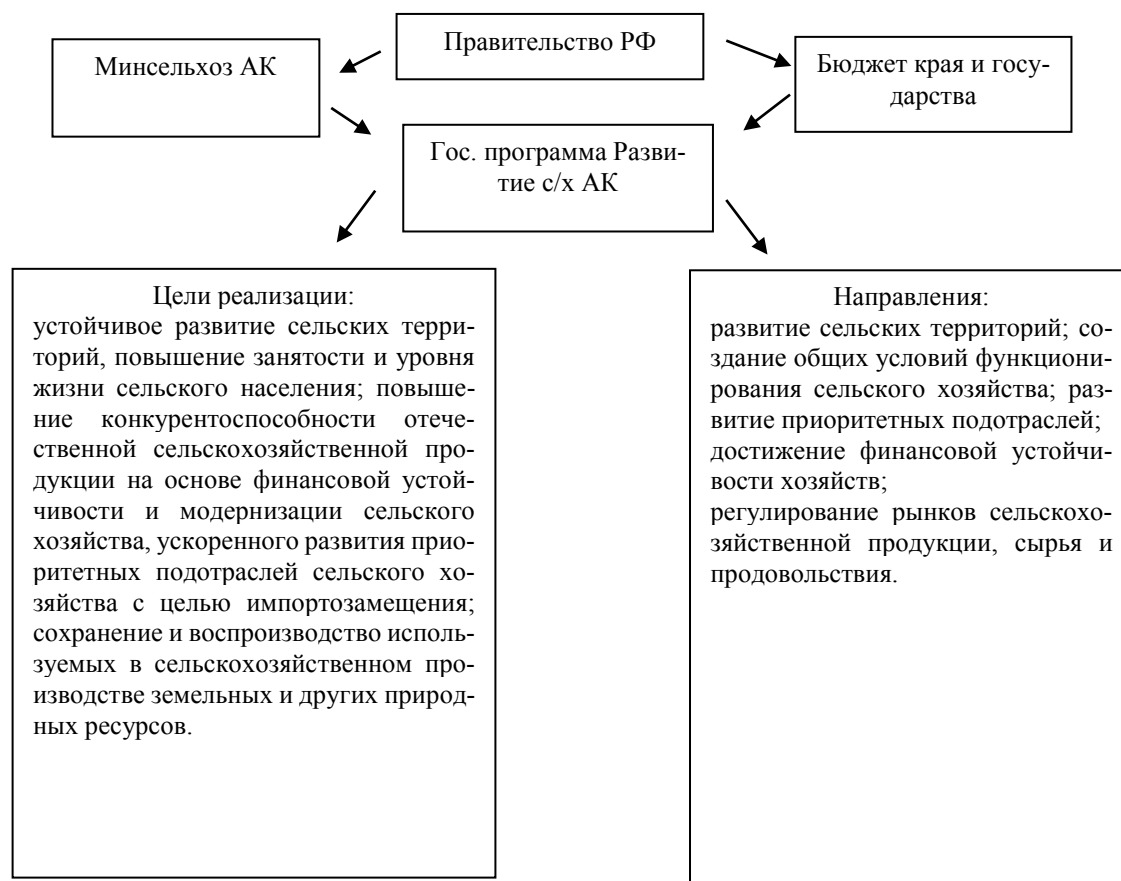 Правительство РФ
Минсельхоз АК
Бюджет края и госу-
дарства
Гос. программа Разви-
тие с/х АК
Цели реализации:
устойчивое развитие сельских терри-
торий, повышение занятости и уровня
жизни сельского населения; повыше-
ние конкурентоспособности отече-
ственной сельскохозяйственной про-
дукции на основе финансовой устой-
чивости и модернизации сельского
хозяйства, ускоренного развития прио-
ритетных подотраслей сельского хо-
зяйства с целью импортозамещения;
сохранение и воспроизводство исполь-
зуемых в сельскохозяйственном про-
изводстве земельных и других природ-
ных ресурсов.
Направления:
развитие сельских территорий; со-
здание общих условий функциони-
рования сельского хозяйства; раз-
витие приоритетных подотраслей;
достижение финансовой устойчи-
вости хозяйств;
регулирование рынков сельскохо-
зяйственной продукции, сырья и
продовольствия.